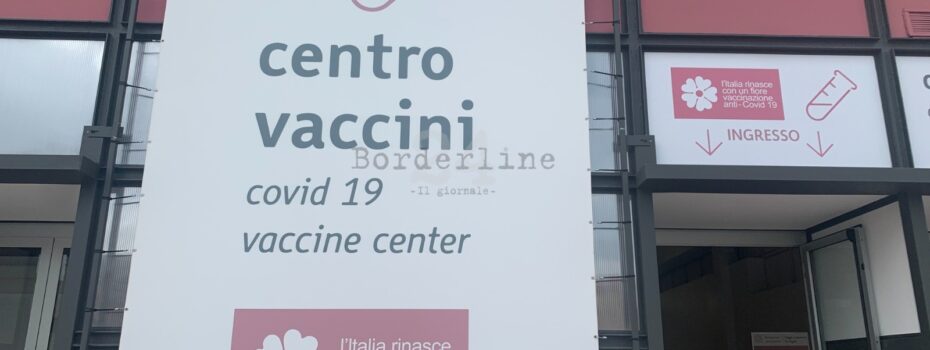 centro
vaccini
covid 19
vaccine center
l'Italia rinasce
l'Italia rinasce
con un fiore
vaccinazione
anti-Covid 19
INGRESSO
Borderline
-Il giornale-